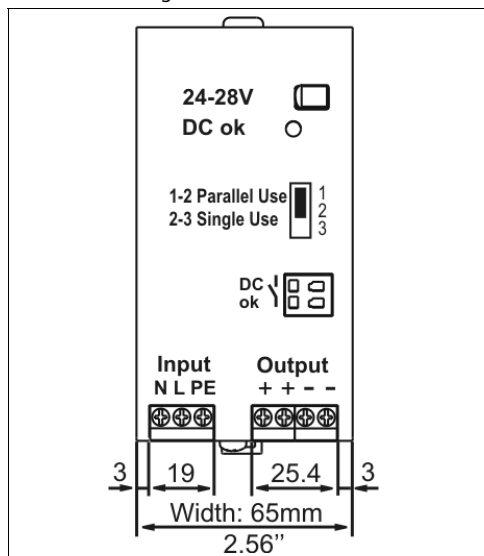 24-28V
DC ok
1-2 Parallel Use 1
2
2-3 Single Use 3
DC
ok
Input Output
N L PE + + - -
3 19 25.4 3
Width: 65mm
2.56"